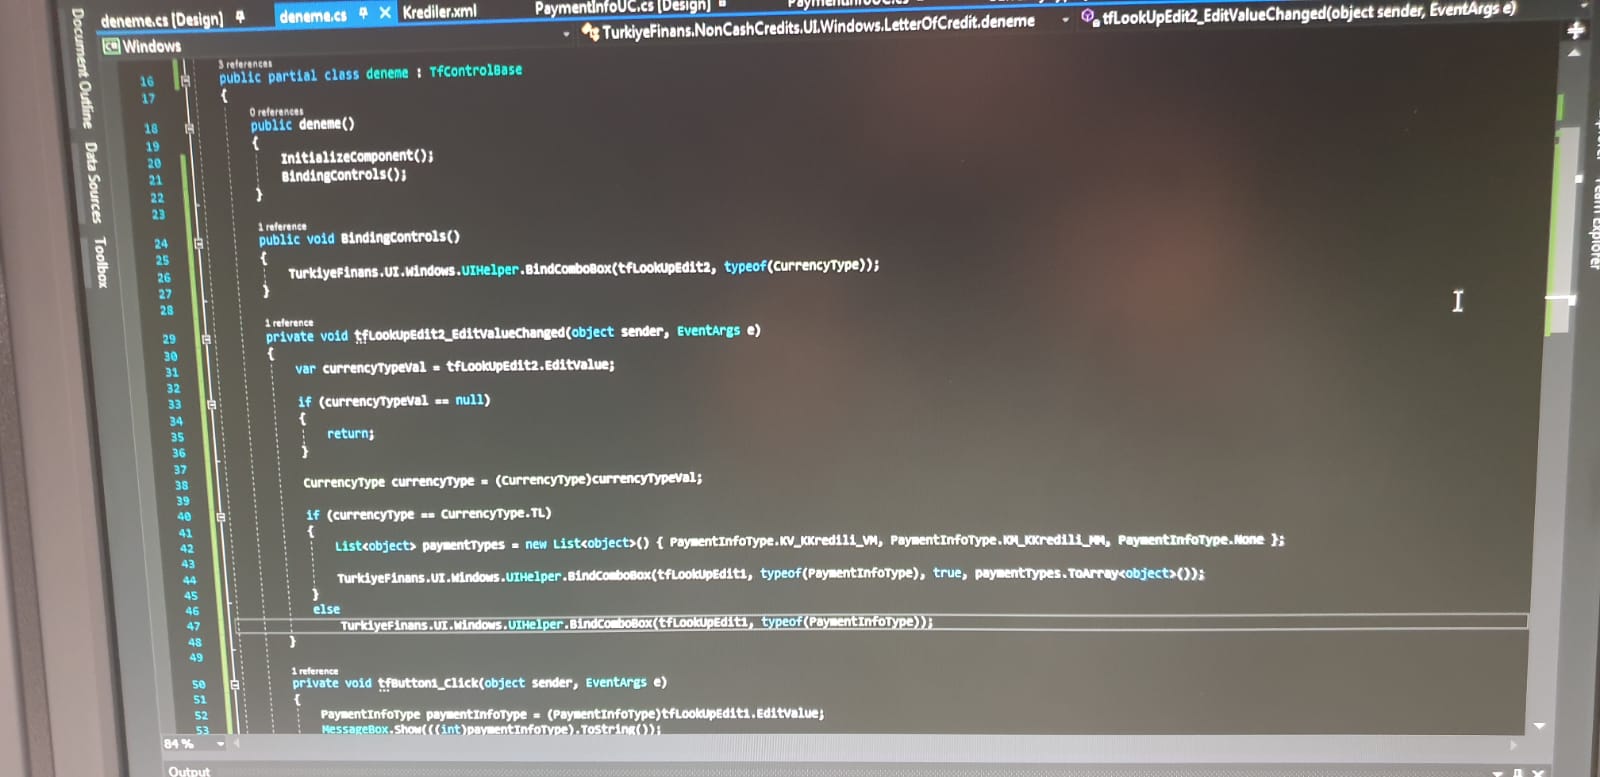 deneme.cs [Design]
deneme.cs
Krediler.xml
PaymentInfoUC.cs [Design]
Windows
TurkiyeFinans.NonCashCredits.UI.Windows.LetterOfCredit.deneme
tfLookUpEdit2_EditValueChanged(object sender, EventArgs e)
Document Outline
Data Sources
Toolbox
Team Explorer
3 references
16 public partial class deneme : TfControlBase
17 {
0 references
18 public deneme()
19 {
20 InitializeComponent();
21 BindingControls();
22 }
23
1 reference
24 public void BindingControls()
25 {
26 TurkiyeFinans.UI.Windows.UIHelper.BindComboBox(tfLookUpEdit2, typeof(CurrencyType));
27 }
28
1 reference
29 private void tfLookUpEdit2_EditValueChanged(object sender, EventArgs e)
30 {
31 var currencyTypeVal = tfLookUpEdit2.EditValue;
32
33 if (currencyTypeVal == null)
34 {
35 return;
36 }
37
38 CurrencyType currencyType = (CurrencyType)currencyTypeVal;
39
40 if (currencyType == CurrencyType.TL)
41 {
42 List<object> paymentTypes = new List<object>() { PaymentInfoType.KV_KKredili_VM, PaymentInfoType.KM_KKredili_MM, PaymentInfoType.None };
43
44 TurkiyeFinans.UI.Windows.UIHelper.BindComboBox(tfLookUpEdit1, typeof(PaymentInfoType), true, paymentTypes.ToArray<object>());
45 }
46 else
47 TurkiyeFinans.UI.Windows.UIHelper.BindComboBox(tfLookUpEdit1, typeof(PaymentInfoType));
48 }
49
1 reference
50 private void tfButton1_Click(object sender, EventArgs e)
51 {
52 PaymentInfoType paymentInfoType = (PaymentInfoType)tfLookUpEdit1.EditValue;
53 MessageBox.Show(((int)paymentInfoType).ToString());
84 %
Output